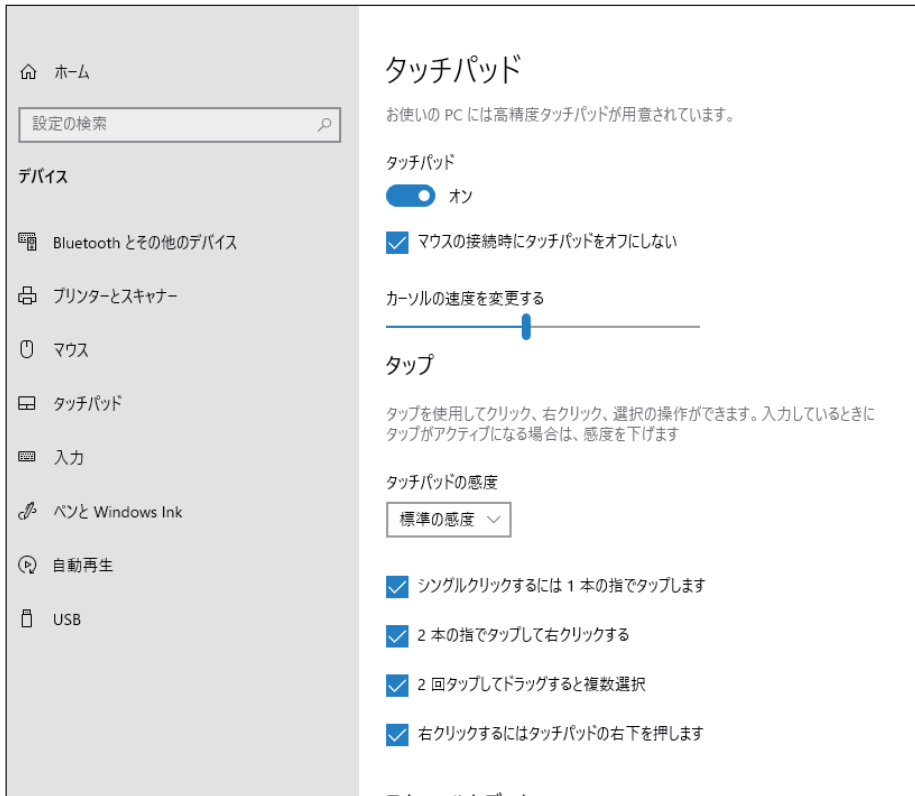 ホーム
設定の検索
デバイス
Bluetooth とその他のデバイス
プリンターとスキャナー
マウス
タッチパッド
入力
ペンと Windows Ink
自動再生
USB
タッチパッド
お使いの PC には高精度タッチパッドが用意されています。
タッチパッド
オン
マウスの接続時にタッチパッドをオフにしない
カーソルの速度を変更する
タップ
タップを使用してクリック、右クリック、選択の操作ができます。入力しているときに
タップがアクティブになる場合は、感度を下げます
タッチパッドの感度
標準の感度
シングルクリックするには 1 本の指でタップします
2 本の指でタップして右クリックする
2 回タップしてドラッグすると複数選択
右クリックするにはタッチパッドの右下を押します